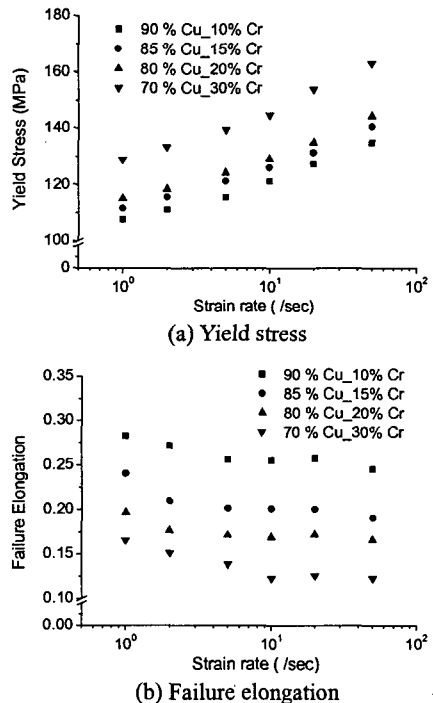 90 % Cu_10% Cr
85 % Cu_15% Cr
80 % Cu_20% Cr
70 % Cu_30% Cr
180
160
140
120
100
0
Yield Stress (MPa)
10⁰ 10¹ 10²
Strain rate ( /sec)
(a) Yield stress
90 % Cu_10% Cr
85 % Cu_15% Cr
80 % Cu_20% Cr
70 % Cu_30% Cr
0.35
0.30
0.25
0.20
0.15
0.10
0.00
Failure Elongation
10⁰ 10¹ 10²
Strain rate ( /sec)
(b) Failure elongation